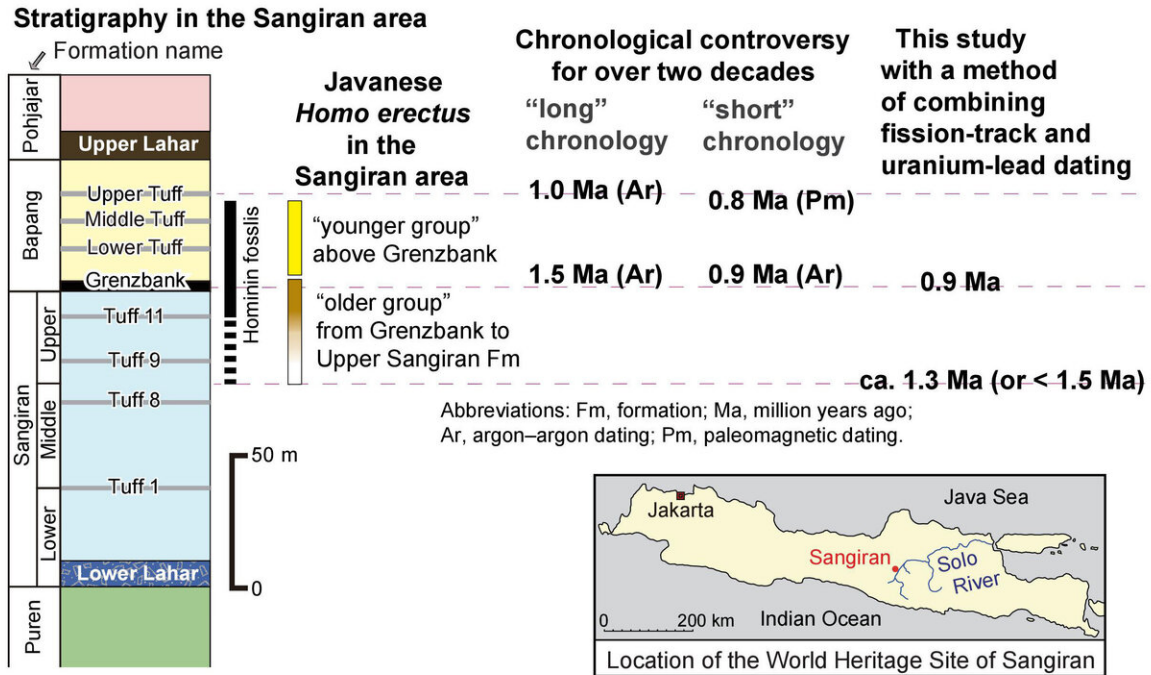 Stratigraphy in the Sangiran area
Formation name
Pohjajar
Upper Lahar
Bapang
Upper Tuff
Middle Tuff
Lower Tuff
Grenzbank
Sangiran
Upper
Middle
Lower
Tuff 11
Tuff 9
Tuff 8
Tuff 1
Lower Lahar
Puren
50 m
0
Hominin fossilis
Javanese
Homo erectus
in the
Sangiran area
“younger group”
above Grenzbank
“older group”
from Grenzbank to
Upper Sangiran Fm
Chronological controversy
for over two decades
“long”
chronology
“short”
chronology
1.0 Ma (Ar)
0.8 Ma (Pm)
1.5 Ma (Ar)
0.9 Ma (Ar)
This study
with a method
of combining
fission-track and
uranium-lead dating
0.9 Ma
ca. 1.3 Ma (or < 1.5 Ma)
Abbreviations: Fm, formation; Ma, million years ago;
Ar, argon–argon dating; Pm, paleomagnetic dating.
Jakarta
Java Sea
Sangiran
Solo
River
Indian Ocean
0
200 km
Location of the World Heritage Site of Sangiran